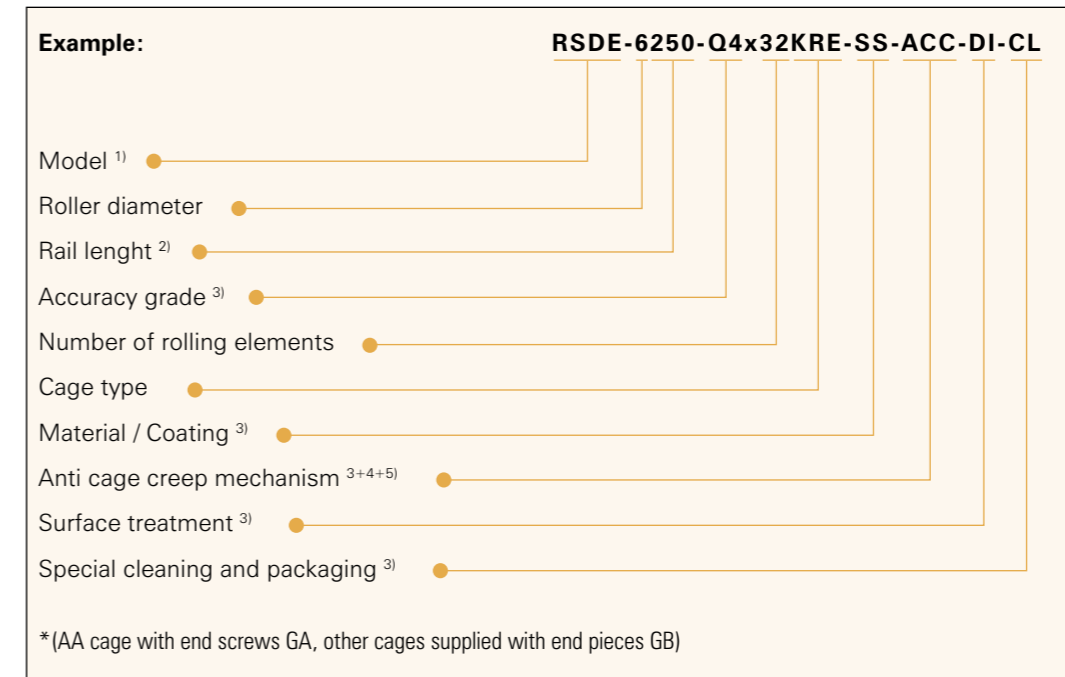 Example: RSDE-6250-Q4x32KRE-SS-ACC-DI-CL
Model 1)
Roller diameter
Rail lenght 2)
Accuracy grade 3)
Number of rolling elements
Cage type
Material / Coating 3)
Anti cage creep mechanism 3+4+5)
Surface treatment 3)
Special cleaning and packaging 3)
*(AA cage with end screws GA, other cages supplied with end pieces GB)